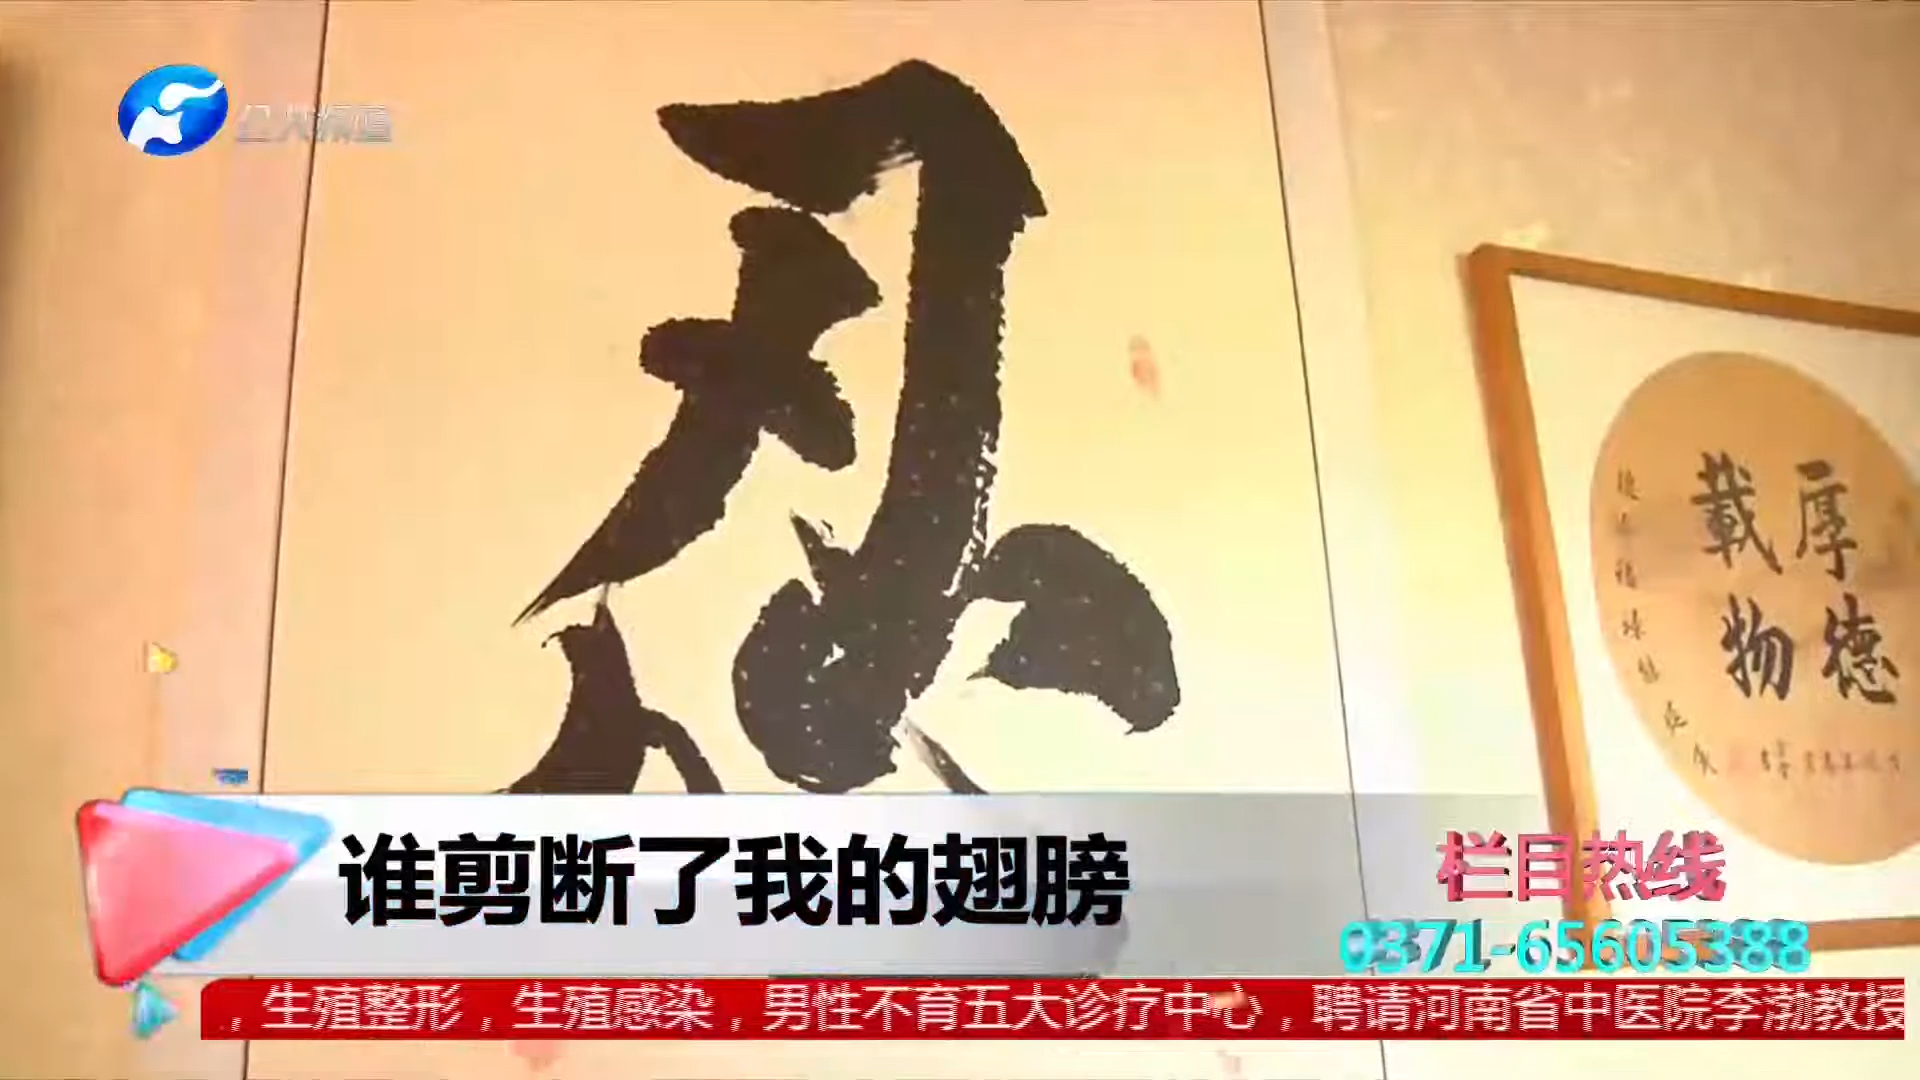 忍
厚德
載物
谁剪断了我的翅膀
栏目热线
0371-65605388
，生殖整形，生殖感染，男性不育五大诊疗中心，聘请河南省中医院李渤教授